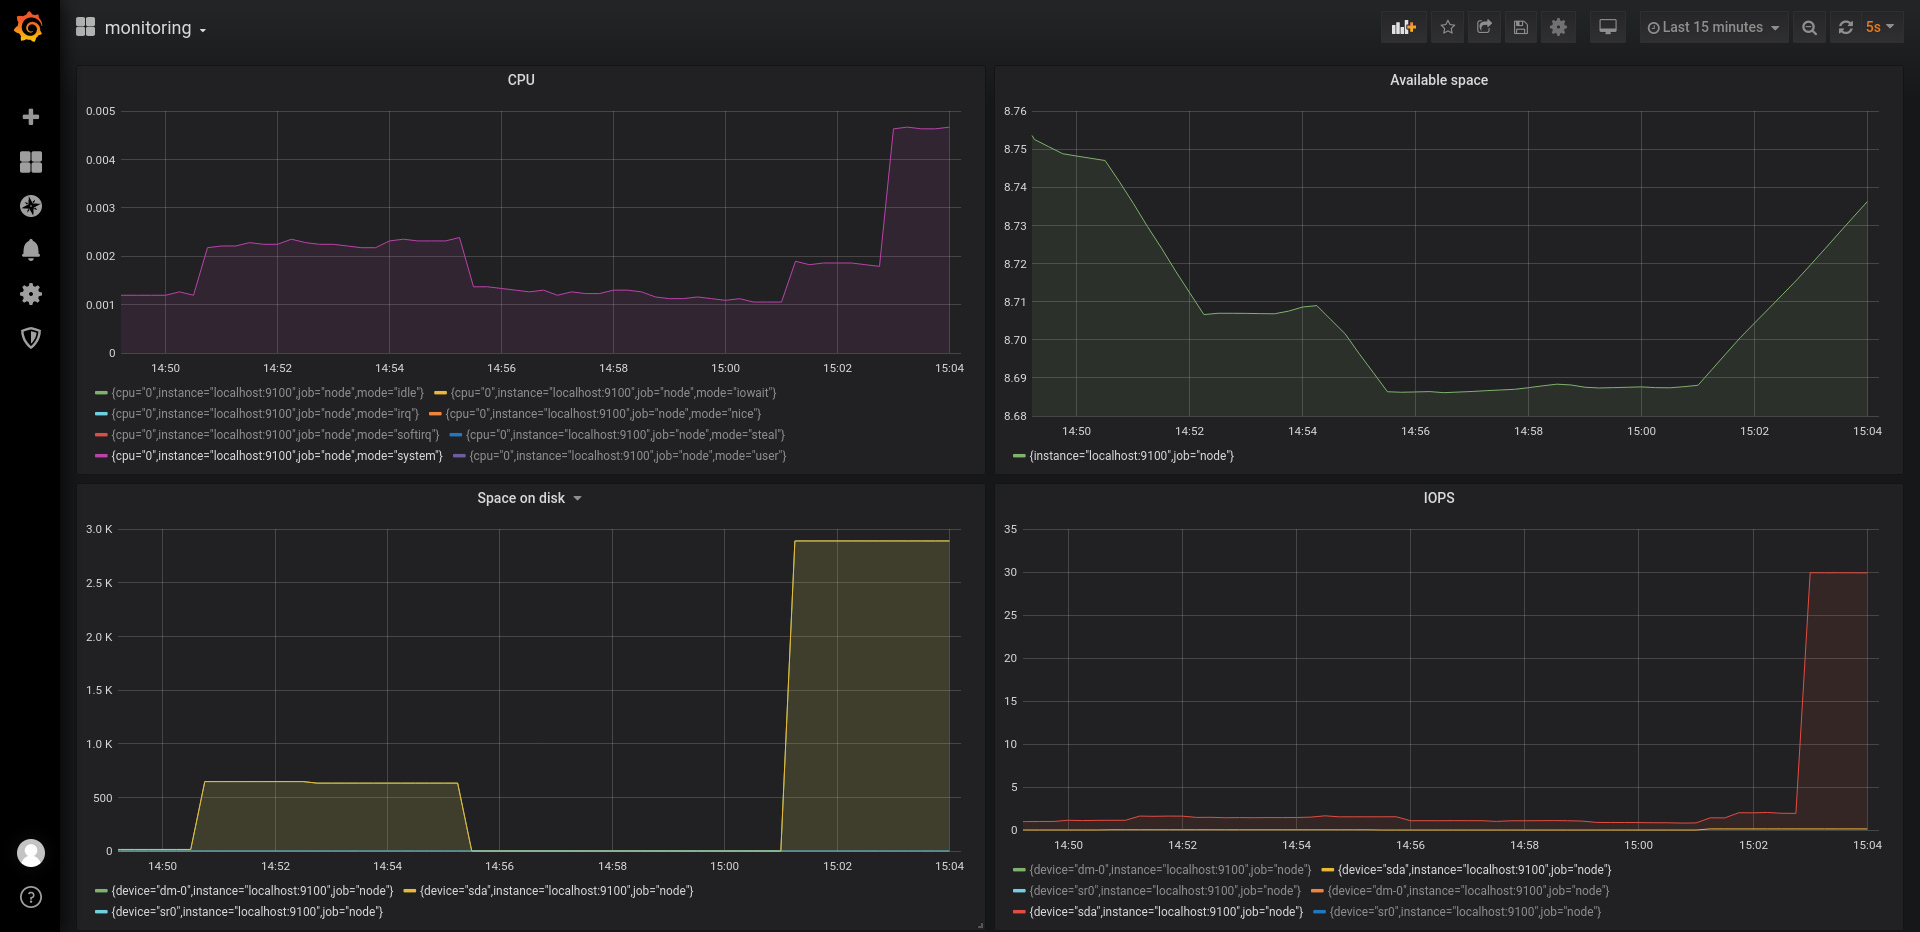 monitoring
Last 15 minutes 5s
CPU
0.005
0.004
0.003
0.002
0.001
0
14:50 14:52 14:54 14:56 14:58 15:00 15:02 15:04
{cpu="0",instance="localhost:9100",job="node",mode="idle"} {cpu="0",instance="localhost:9100",job="node",mode="iowait"}
{cpu="0",instance="localhost:9100",job="node",mode="irq"} {cpu="0",instance="localhost:9100",job="node",mode="nice"}
{cpu="0",instance="localhost:9100",job="node",mode="softirq"} {cpu="0",instance="localhost:9100",job="node",mode="steal"}
{cpu="0",instance="localhost:9100",job="node",mode="system"} {cpu="0",instance="localhost:9100",job="node",mode="user"}
Available space
8.76
8.75
8.74
8.73
8.72
8.71
8.70
8.69
8.68
14:50 14:52 14:54 14:56 14:58 15:00 15:02 15:04
{instance="localhost:9100",job="node"}
Space on disk
3.0 K
2.5 K
2.0 K
1.5 K
1.0 K
500
0
14:50 14:52 14:54 14:56 14:58 15:00 15:02 15:04
{device="dm-0",instance="localhost:9100",job="node"} {device="sda",instance="localhost:9100",job="node"}
{device="sr0",instance="localhost:9100",job="node"}
IOPS
35
30
25
20
15
10
5
0
14:50 14:52 14:54 14:56 14:58 15:00 15:02 15:04
{device="dm-0",instance="localhost:9100",job="node"} {device="sda",instance="localhost:9100",job="node"}
{device="sr0",instance="localhost:9100",job="node"} {device="dm-0",instance="localhost:9100",job="node"}
{device="sda",instance="localhost:9100",job="node"} {device="sr0",instance="localhost:9100",job="node"}